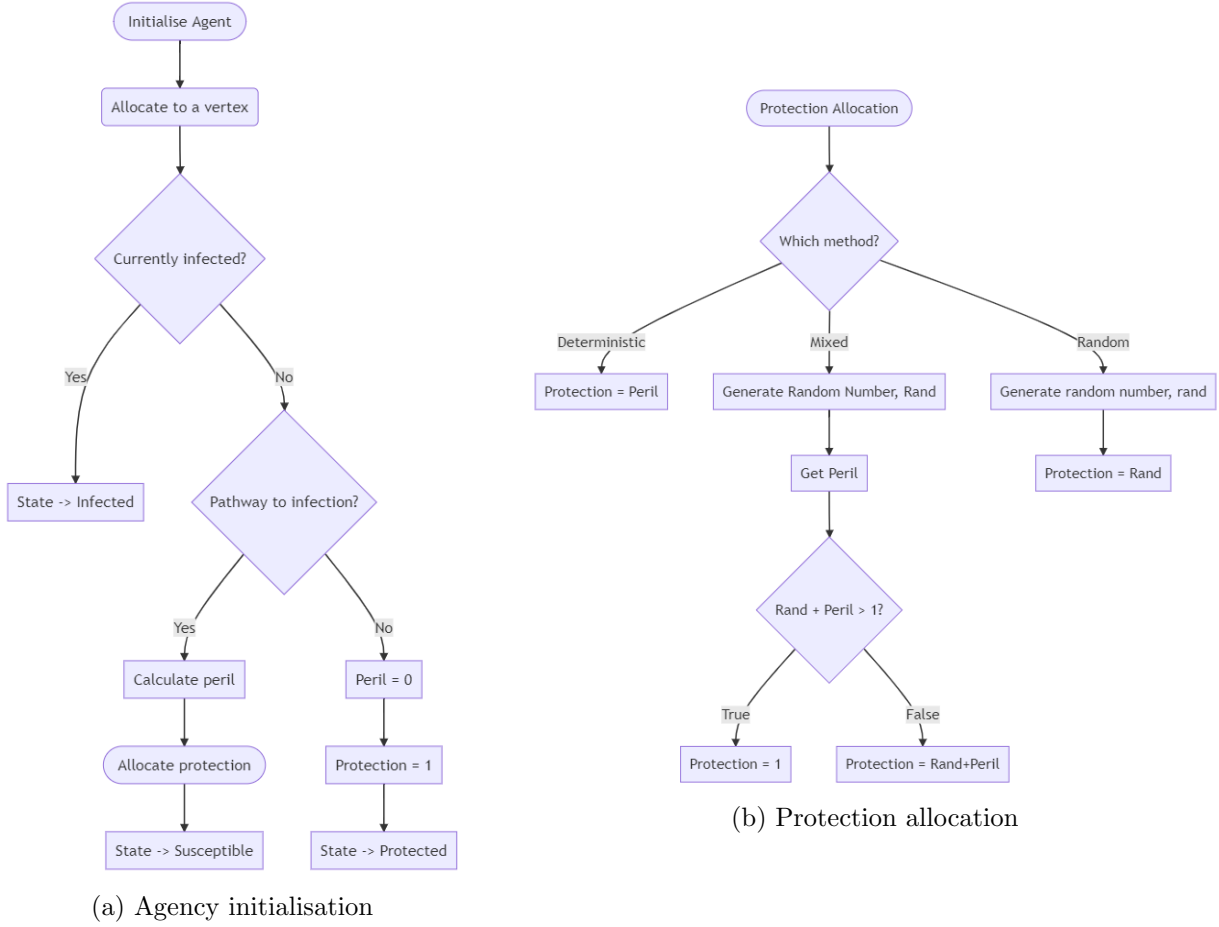 Initialise Agent
Allocate to a vertex
Currently infected?
Yes
No
State -> Infected
Pathway to infection?
Yes
No
Calculate peril
Peril = 0
Allocate protection
Protection = 1
State -> Susceptible
State -> Protected
(a) Agency initialisation
Protection Allocation
Which method?
Deterministic
Mixed
Random
Protection = Peril
Generate Random Number, Rand
Generate random number, rand
Get Peril
Protection = Rand
Rand + Peril > 1?
True
False
Protection = 1
Protection = Rand+Peril
(b) Protection allocation